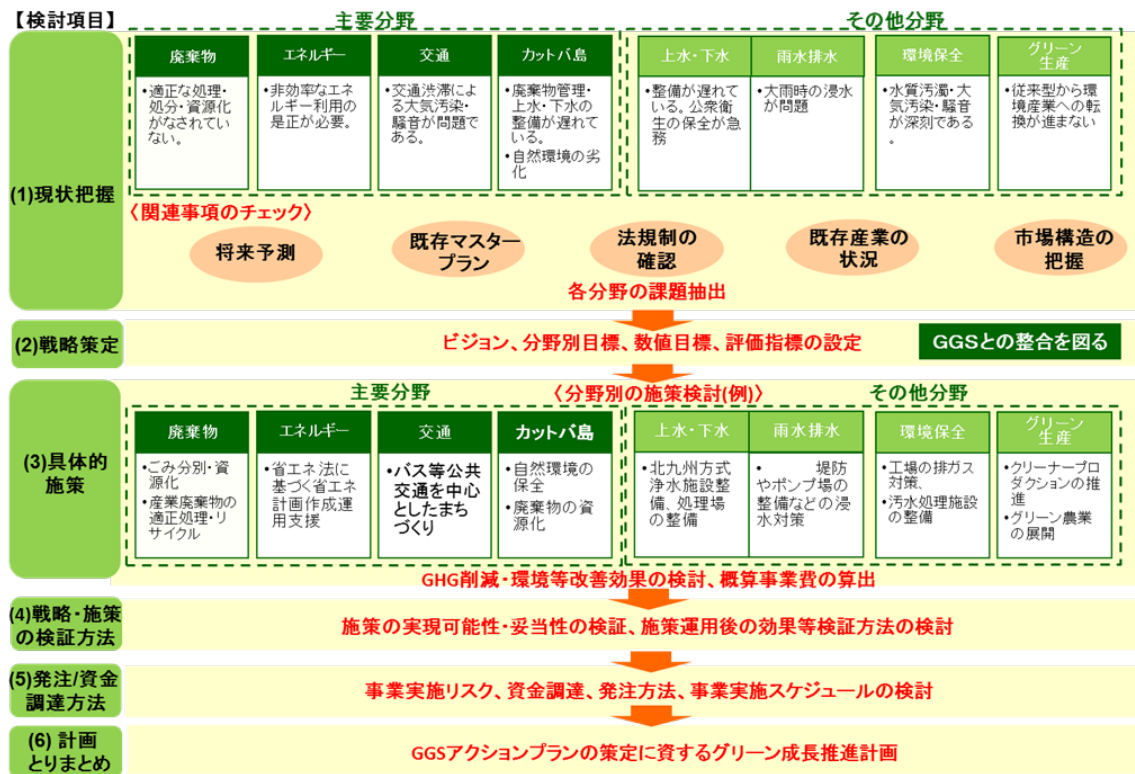 【検討項目】
主要分野
その他分野
(1)現状把握
廃棄物
•適正な処理・
処分・資源化
がなされてい
ない。
エネルギー
•非効率なエ
ネルギー利用の
是正が必要。
交通
•交通渋滞に
よる大気汚染・
騒音が問題で
ある。
カットバ島
•廃棄物管理・
上水・下水の
整備が遅れて
いる。
•自然環境の劣
化
上水・下水
•整備が遅れて
いる。公衆衛
生の保全が急
務
雨水排水
•大雨時の浸水
が問題
環境保全
•水質汚濁・大
気汚染・騒音
が深刻である
。
グリーン
生産
•従来型から環
境産業への転
換が進まない
〈関連事項のチェック〉
将来予測
既存マスター
プラン
法規制の
確認
既存産業の
状況
市場構造の
把握
各分野の課題抽出
(2)戦略策定
ビジョン、分野別目標、数値目標、評価指標の設定
GGSとの整合を図る
(3)具体的
施策
主要分野
〈分野別の施策検討(例)〉
その他分野
廃棄物
•ごみ分別・資
源化
•産業廃棄物の
適正処理・リ
サイクル
エネルギー
•省エネ法に
基づく省エネ
計画作成運
用支援
交通
•バス等公共
交通を中心
としたまち
づくり
カットバ島
•自然環境の
保全
•廃棄物の資
源化
上水・下水
•北九州方式
浄水施設整
備、処理場
の整備
雨水排水
• 堤防
やポンプ場の
整備などの浸
水対策
環境保全
•工場の排ガス
対策、
•汚水処理施設
の整備
グリーン
生産
•クリーナープロ
ダクションの推
進
•グリーン農業
の展開
GHG削減・環境等改善効果の検討、概算事業費の算出
(4)戦略・施策
の検証方法
施策の実現可能性・妥当性の検証、施策運用後の効果等検証方法の検討
(5)発注/資金
調達方法
事業実施リスク、資金調達、発注方法、事業実施スケジュールの検討
(6) 計画
とりまとめ
GGSアクションプランの策定に資するグリーン成長推進計画